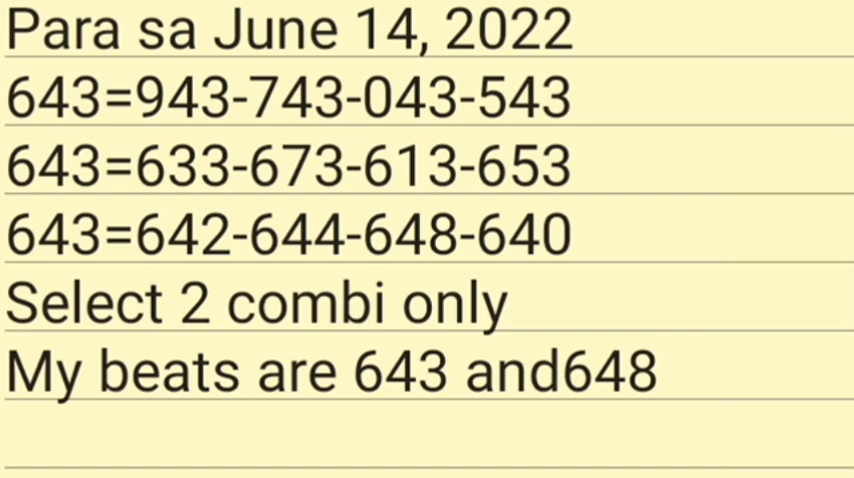 Para sa June 14, 2022
643=943-743-043-543
643=633-673-613-653
643=642-644-648-640
Select 2 combi only
My beats are 643 and648